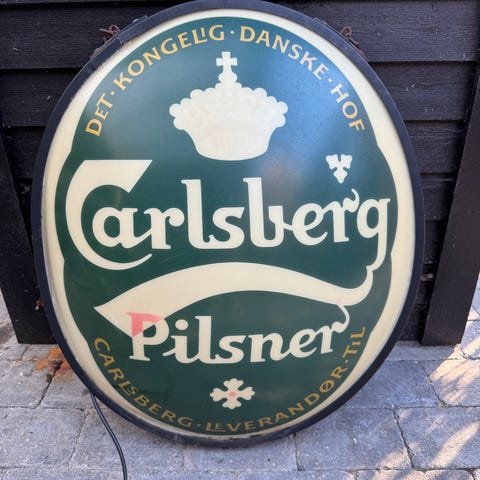 DET · KONGELIG · DANSKE · HOF
Carlsberg
Pilsner
CARLSBERG · LEVERANDØR · TIL